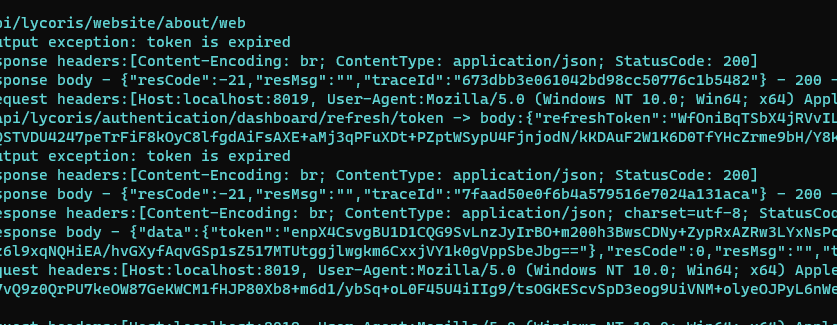 pi/lycoris/website/about/web
utput exception: token is expired
sponse headers:[Content-Encoding: br; ContentType: application/json; StatusCode: 200]
sponse body - {"resCode":-21,"resMsg":"","traceId":"673dbb3e061042bd98cc50776c1b5482"} - 200 -
equest headers:[Host:localhost:8019, User-Agent:Mozilla/5.0 (Windows NT 10.0; Win64; x64) Appl
api/lycoris/authentication/dashboard/refresh/token -> body:{"refreshToken":"WfOniBqTSbX4jRVvIL
QSTVDU4247peTrFiF8kOyC8lfgdAiFsAXE+aMj3qPFuXDt+PZptWSypU4FjnjodN/kKDAuF2W1K6D0TfYHcZrme9bH/Y8k
utput exception: token is expired
sponse headers:[Content-Encoding: br; ContentType: application/json; StatusCode: 200]
sponse body - {"resCode":-21,"resMsg":"","traceId":"7faad50e0f6b4a579516e7024a131aca"} - 200 -
esponse headers:[Content-Encoding: br; ContentType: application/json; charset=utf-8; StatusCod
esponse body - {"data":{"token":"enpX4CsvgBU1D1CQG9SvLnzJyIrBO+m200h3BwsCDNy+ZypRxAZRw3LYxNsPc
z6l9xqNQHiEA/hvGXyfAqvGSp1sZ517MTUtggjlwgkm6CxxjVY1k0gVppSbeJbg=="},"resCode":0,"resMsg":"","t
quest headers:[Host:localhost:8019, User-Agent:Mozilla/5.0 (Windows NT 10.0; Win64; x64) Apple
7vQ9z0QrPU7keOW87GeKWCM1fHJP80Xb8+m6d1/ybSq+oL0F45U4iIIg9/tsOGKEScvSpD3eog9UiVNM+olyeOJPyL6nWe